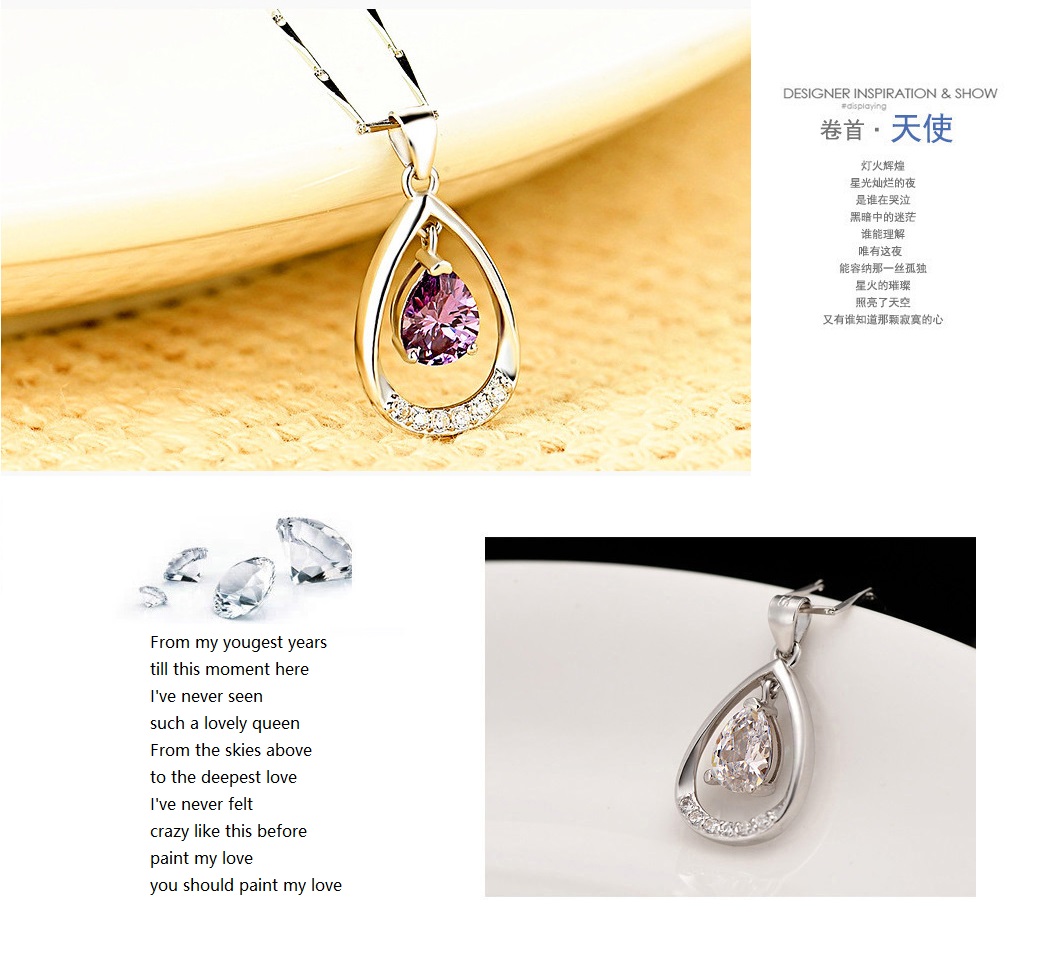 DESIGNER INSPIRATION & SHOW
#displaying
卷首·天使
灯火辉煌
星光灿烂的夜
是谁在哭泣
黑暗中的迷茫
谁能理解
唯有这夜
能容纳那一丝孤独
星火的璀璨
照亮了天空
又有谁知道那颗寂寞的心
From my yougest years
till this moment here
I've never seen
such a lovely queen
From the skies above
to the deepest love
I've never felt
crazy like this before
paint my love
you should paint my love